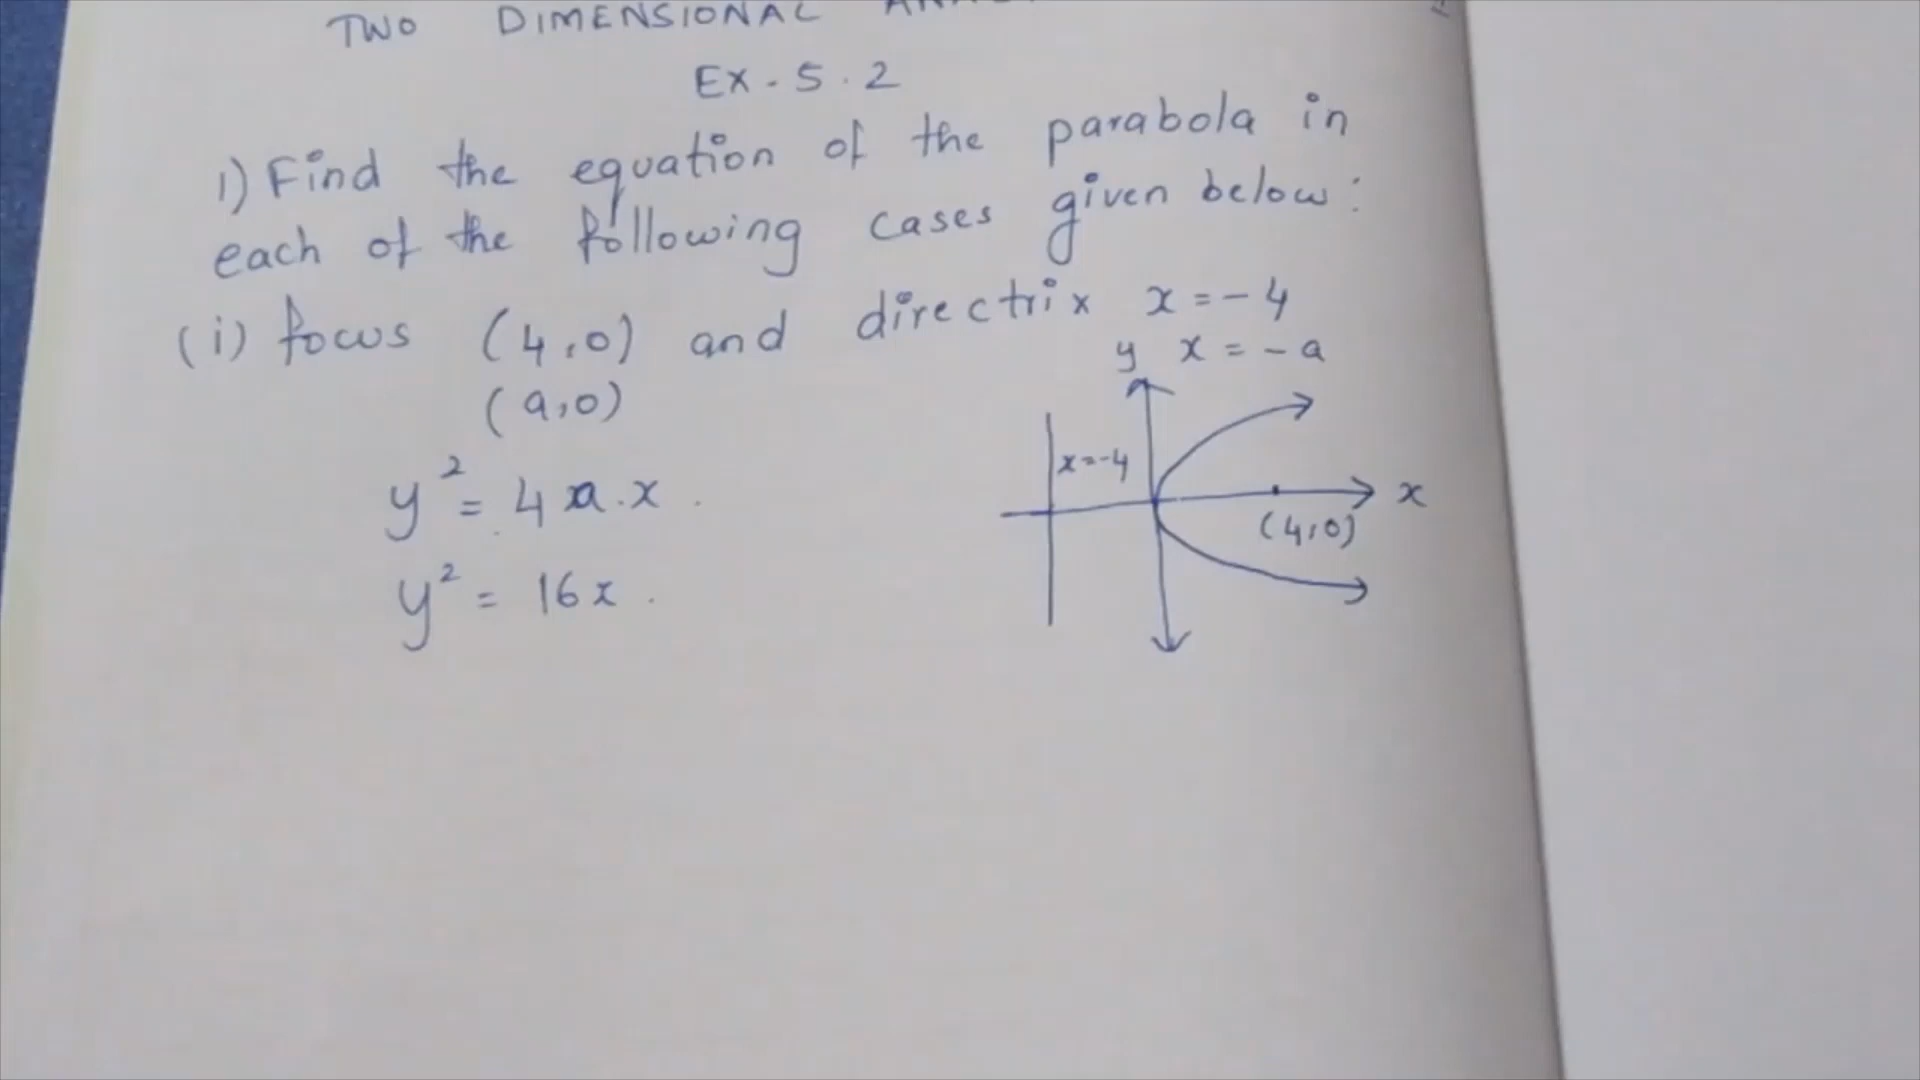 TWO DIMENSIONAL
EX-5.2
1) Find the equation of the parabola in
each of the following cases given below:
(i) focus (4,0) and directrix x = -4
(a,0)
x = -a
y² = 4a.x.
y² = 16x.
y
x=-4
x
(4,0)